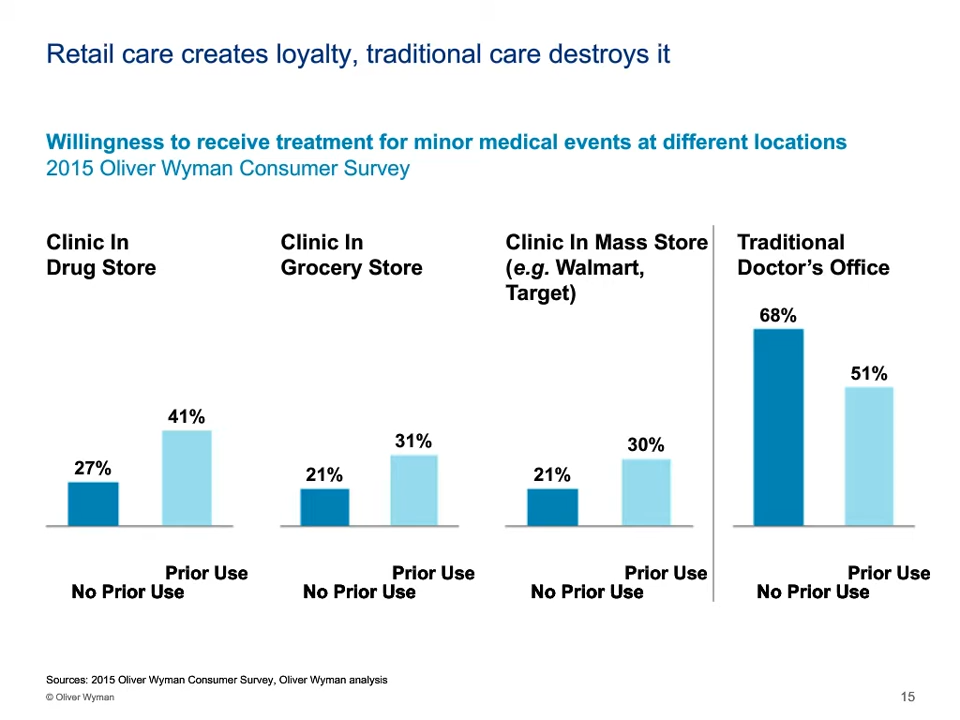 Retail care creates loyalty, traditional care destroys it
Willingness to receive treatment for minor medical events at different locations
2015 Oliver Wyman Consumer Survey
Clinic In
Drug Store
27%
41%
Prior Use
No Prior Use
Clinic In
Grocery Store
21%
31%
Prior Use
No Prior Use
Clinic In Mass Store
(e.g. Walmart,
Target)
21%
30%
Prior Use
No Prior Use
Traditional
Doctor’s Office
68%
51%
Prior Use
No Prior Use
Sources: 2015 Oliver Wyman Consumer Survey, Oliver Wyman analysis
© Oliver Wyman
15